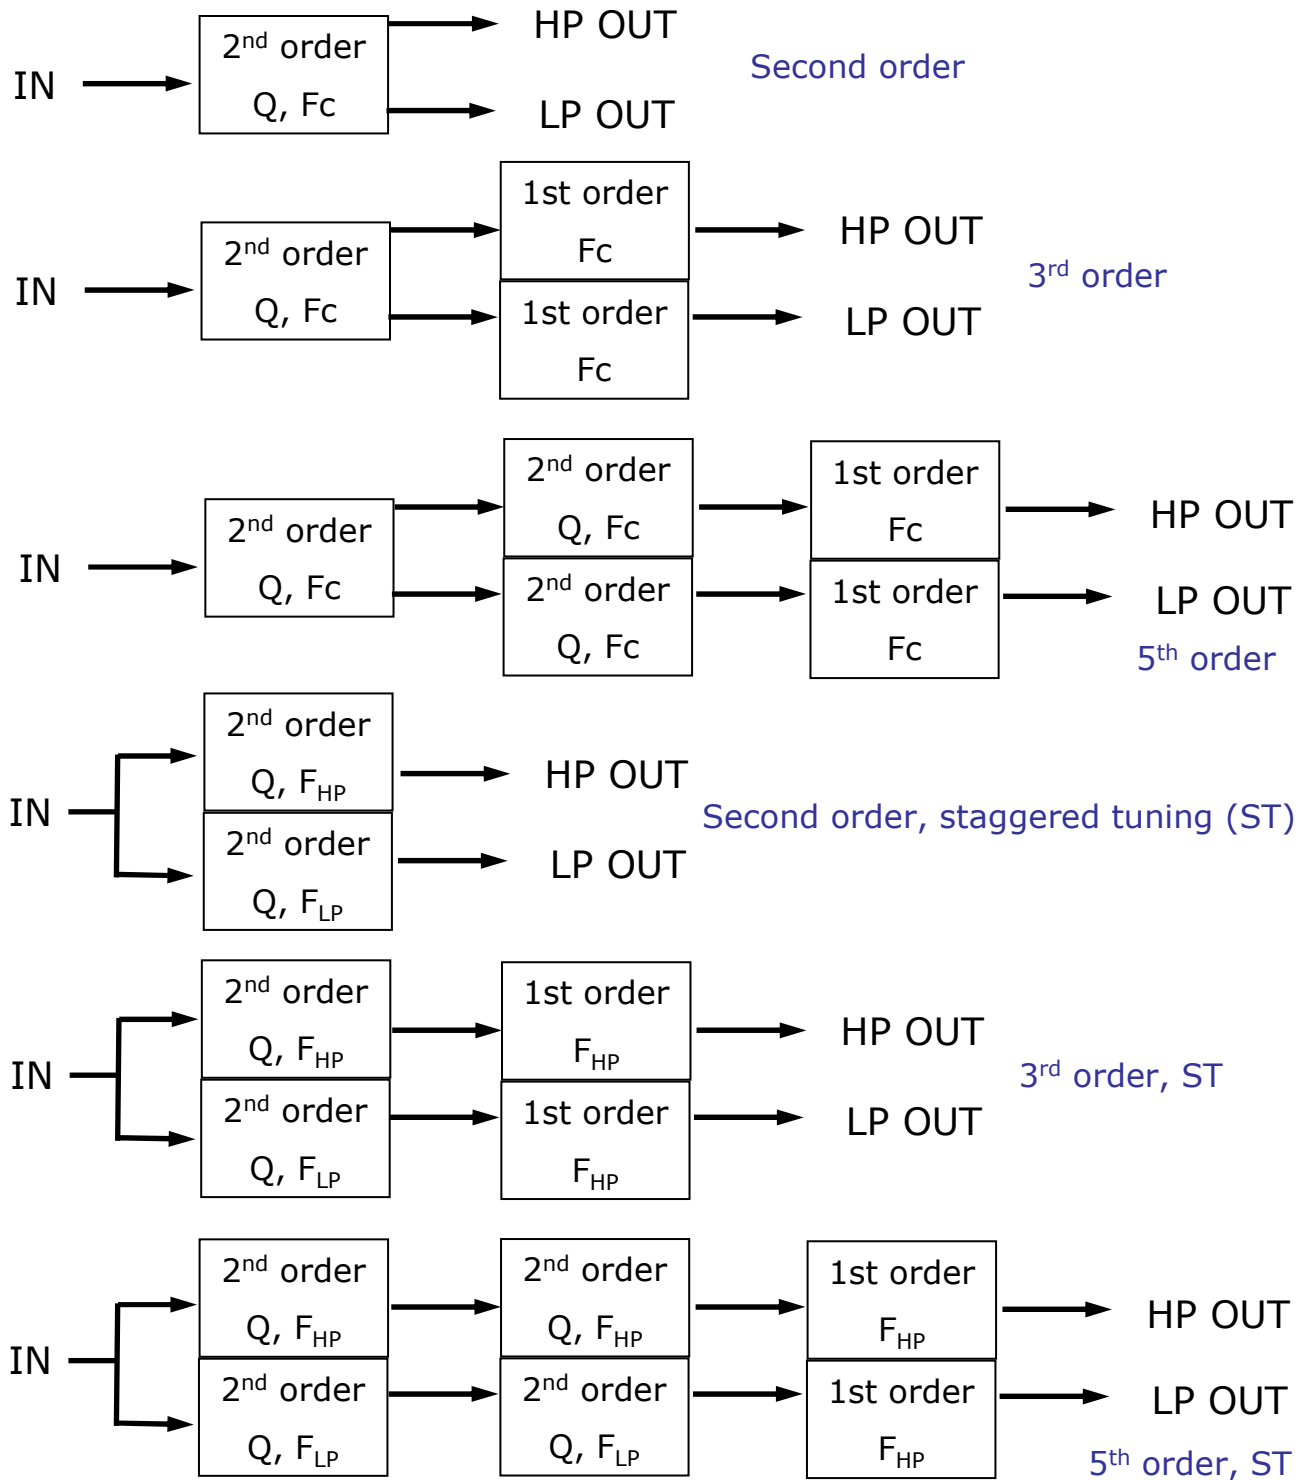 HP OUT
2nd order
Q, Fc
IN
Second order
LP OUT
1st order
Fc
HP OUT
2nd order
Q, Fc
IN
3rd order
1st order
Fc
LP OUT
2nd order
Q, Fc
1st order
Fc
HP OUT
2nd order
Q, Fc
IN
2nd order
Q, Fc
1st order
Fc
LP OUT
5th order
2nd order
Q, FHP
HP OUT
IN
Second order, staggered tuning (ST)
2nd order
Q, FLP
LP OUT
2nd order
Q, FHP
1st order
FHP
HP OUT
IN
3rd order, ST
2nd order
Q, FLP
1st order
FHP
LP OUT
2nd order
Q, FHP
2nd order
Q, FHP
1st order
FHP
HP OUT
IN
2nd order
Q, FLP
2nd order
Q, FLP
1st order
FHP
LP OUT
5th order, ST